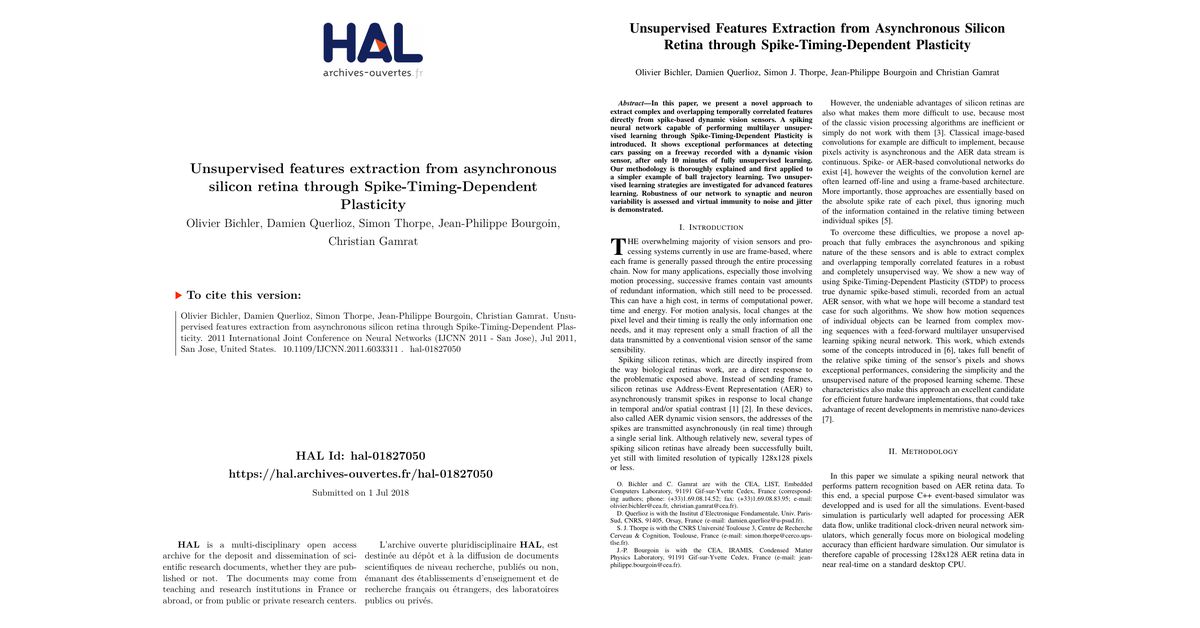 HAL
archives-ouvertes.fr
Unsupervised features extraction from asynchronous
silicon retina through Spike-Timing-Dependent
Plasticity
Olivier Bichler, Damien Querlioz, Simon Thorpe, Jean-Philippe Bourgoin,
Christian Gamrat
To cite this version:
Olivier Bichler, Damien Querlioz, Simon Thorpe, Jean-Philippe Bourgoin, Christian Gamrat. Unsu-
pervised features extraction from asynchronous silicon retina through Spike-Timing-Dependent Plas-
ticity. 2011 International Joint Conference on Neural Networks (IJCNN 2011 - San Jose), Jul 2011,
San Jose, United States. 10.1109/IJCNN.2011.6033311 . hal-01827050
HAL Id: hal-01827050
https://hal.archives-ouvertes.fr/hal-01827050
Submitted on 1 Jul 2018
HAL is a multi-disciplinary open access
archive for the deposit and dissemination of sci-
entific research documents, whether they are pub-
lished or not. The documents may come from
teaching and research institutions in France or
abroad, or from public or private research centers.
L'archive ouverte pluridisciplinaire HAL, est
destinée au dépôt et à la diffusion de documents
scientifiques de niveau recherche, publiés ou non,
émanant des établissements d'enseignement et de
recherche français ou étrangers, des laboratoires
publics ou privés.
Unsupervised Features Extraction from Asynchronous Silicon
Retina through Spike-Timing-Dependent Plasticity
Olivier Bichler, Damien Querlioz, Simon J. Thorpe, Jean-Philippe Bourgoin and Christian Gamrat
Abstract—In this paper, we present a novel approach to
extract complex and overlapping temporally correlated features
directly from spike-based dynamic vision sensors. A spiking
neural network capable of performing multilayer unsuper-
vised learning through Spike-Timing-Dependent Plasticity is
introduced. It shows exceptional performances at detecting
cars passing on a freeway recorded with a dynamic vision
sensor, after only 10 minutes of fully unsupervised learning.
Our methodology is thoroughly explained and first applied to
a simpler example of ball trajectory learning. Two unsuper-
vised learning strategies are investigated for advanced features
learning. Robustness of our network to synaptic and neuron
variability is assessed and virtual immunity to noise and jitter
is demonstrated.
I. INTRODUCTION
THE overwhelming majority of vision sensors and pro-
cessing systems currently in use are frame-based, where
each frame is generally passed through the entire processing
chain. Now for many applications, especially those involving
motion processing, successive frames contain vast amounts
of redundant information, which still need to be processed.
This can have a high cost, in terms of computational power,
time and energy. For motion analysis, local changes at the
pixel level and their timing is really the only information one
needs, and it may represent only a small fraction of all the
data transmitted by a conventional vision sensor of the same
sensibility.
Spiking silicon retinas, which are directly inspired from
the way biological retinas work, are a direct response to
the problematic exposed above. Instead of sending frames,
silicon retinas use Address-Event Representation (AER) to
asynchronously transmit spikes in response to local change
in temporal and/or spatial contrast [1] [2]. In these devices,
also called AER dynamic vision sensors, the addresses of the
spikes are transmitted asynchronously (in real time) through
a single serial link. Although relatively new, several types of
spiking silicon retinas have already been successfully built,
yet still with limited resolution of typically 128x128 pixels
or less.
O. Bichler and C. Gamrat are with the CEA, LIST, Embedded
Computers Laboratory, 91191 Gif-sur-Yvette Cedex, France (correspond-
ing authors; phone: (+33)1.69.08.14.52; fax: (+33)1.69.08.83.95; e-mail:
olivier.bichler@cea.fr, christian.gamrat@cea.fr).
D. Querlioz is with the Institut d'Electronique Fondamentale, Univ. Paris-
Sud, CNRS, 91405, Orsay, France (e-mail: damien.querlioz@u-psud.fr).
S. J. Thorpe is with the CNRS Université Toulouse 3, Centre de Recherche
Cerveau & Cognition, Toulouse, France (e-mail: simon.thorpe@cerco.ups-
tlse.fr).
J.-P. Bourgoin is with the CEA, IRAMIS, Condensed Matter
Physics Laboratory, 91191 Gif-sur-Yvette Cedex, France (e-mail: jean-
philippe.bourgoin@cea.fr).
However, the undeniable advantages of silicon retinas are
also what makes them more difficult to use, because most
of the classic vision processing algorithms are inefficient or
simply do not work with them [3]. Classical image-based
convolutions for example are difficult to implement, because
pixels activity is asynchronous and the AER data stream is
continuous. Spike- or AER-based convolutional networks do
exist [4], however the weights of the convolution kernel are
often learned off-line and using a frame-based architecture.
More importantly, those approaches are essentially based on
the absolute spike rate of each pixel, thus ignoring much
of the information contained in the relative timing between
individual spikes [5].
To overcome these difficulties, we propose a novel ap-
proach that fully embraces the asynchronous and spiking
nature of the these sensors and is able to extract complex
and overlapping temporally correlated features in a robust
and completely unsupervised way. We show a new way of
using Spike-Timing-Dependent Plasticity (STDP) to process
true dynamic spike-based stimuli, recorded from an actual
AER sensor, with what we hope will become a standard test
case for such algorithms. We show how motion sequences
of individual objects can be learned from complex mov-
ing sequences with a feed-forward multilayer unsupervised
learning spiking neural network. This work, which extends
some of the concepts introduced in [6], takes full benefit of
the relative spike timing of the sensor's pixels and shows
exceptional performances, considering the simplicity and the
unsupervised nature of the proposed learning scheme. These
characteristics also make this approach an excellent candidate
for efficient future hardware implementations, that could take
advantage of recent developments in memristive nano-devices
[7].
II. METHODOLOGY
In this paper we simulate a spiking neural network that
performs pattern recognition based on AER retina data. To
this end, a special purpose C++ event-based simulator was
developped and is used for all the simulations. Event-based
simulation is particularly well adapted for processing AER
data flow, unlike traditional clock-driven neural network sim-
ulators, which generally focus more on biological modeling
accuracy than efficient hardware simulation. Our simulator is
therefore capable of processing 128x128 AER retina data in
near real-time on a standard desktop CPU.